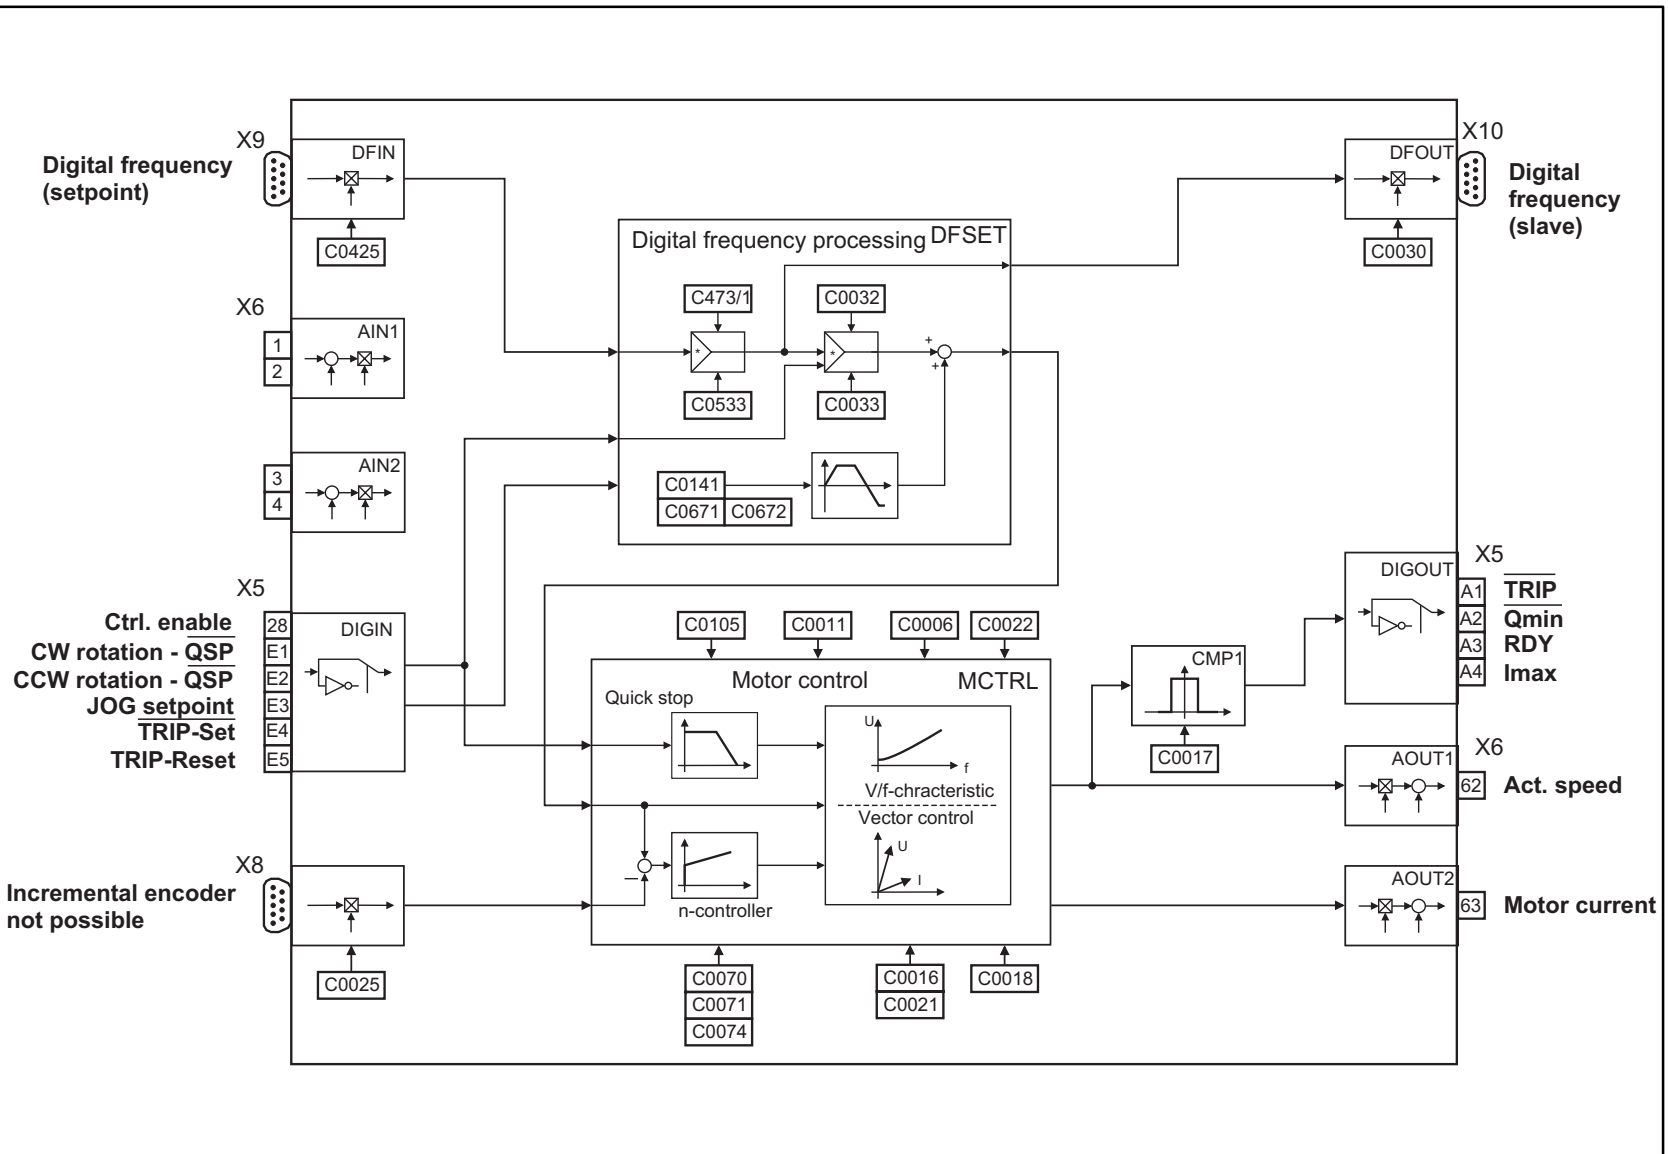 X9
Digital frequency
(setpoint)
DFIN
C0425
X10
DFOUT
Digital
frequency
(slave)
C0030
Digital frequency processing DFSET
C473/1
C0032
*
*
+
+
C0533
C0033
C0141
C0671 C0672
X6
AIN1
1
2
AIN2
3
4
X5
DIGIN
Ctrl. enable 28
CW rotation - QSP E1
CCW rotation - QSP E2
JOG setpoint E3
TRIP-Set E4
TRIP-Reset E5
X8
Incremental encoder
not possible
C0025
C0105
C0011
C0006
C0022
Motor control MCTRL
Quick stop
U
f
V/f-chracteristic
Vector control
U
I
n-controller
C0070
C0071
C0074
C0016
C0021
C0018
CMP1
C0017
X5
DIGOUT
A1 TRIP
A2 Qmin
A3 RDY
A4 Imax
X6
AOUT1
62 Act. speed
AOUT2
63 Motor current